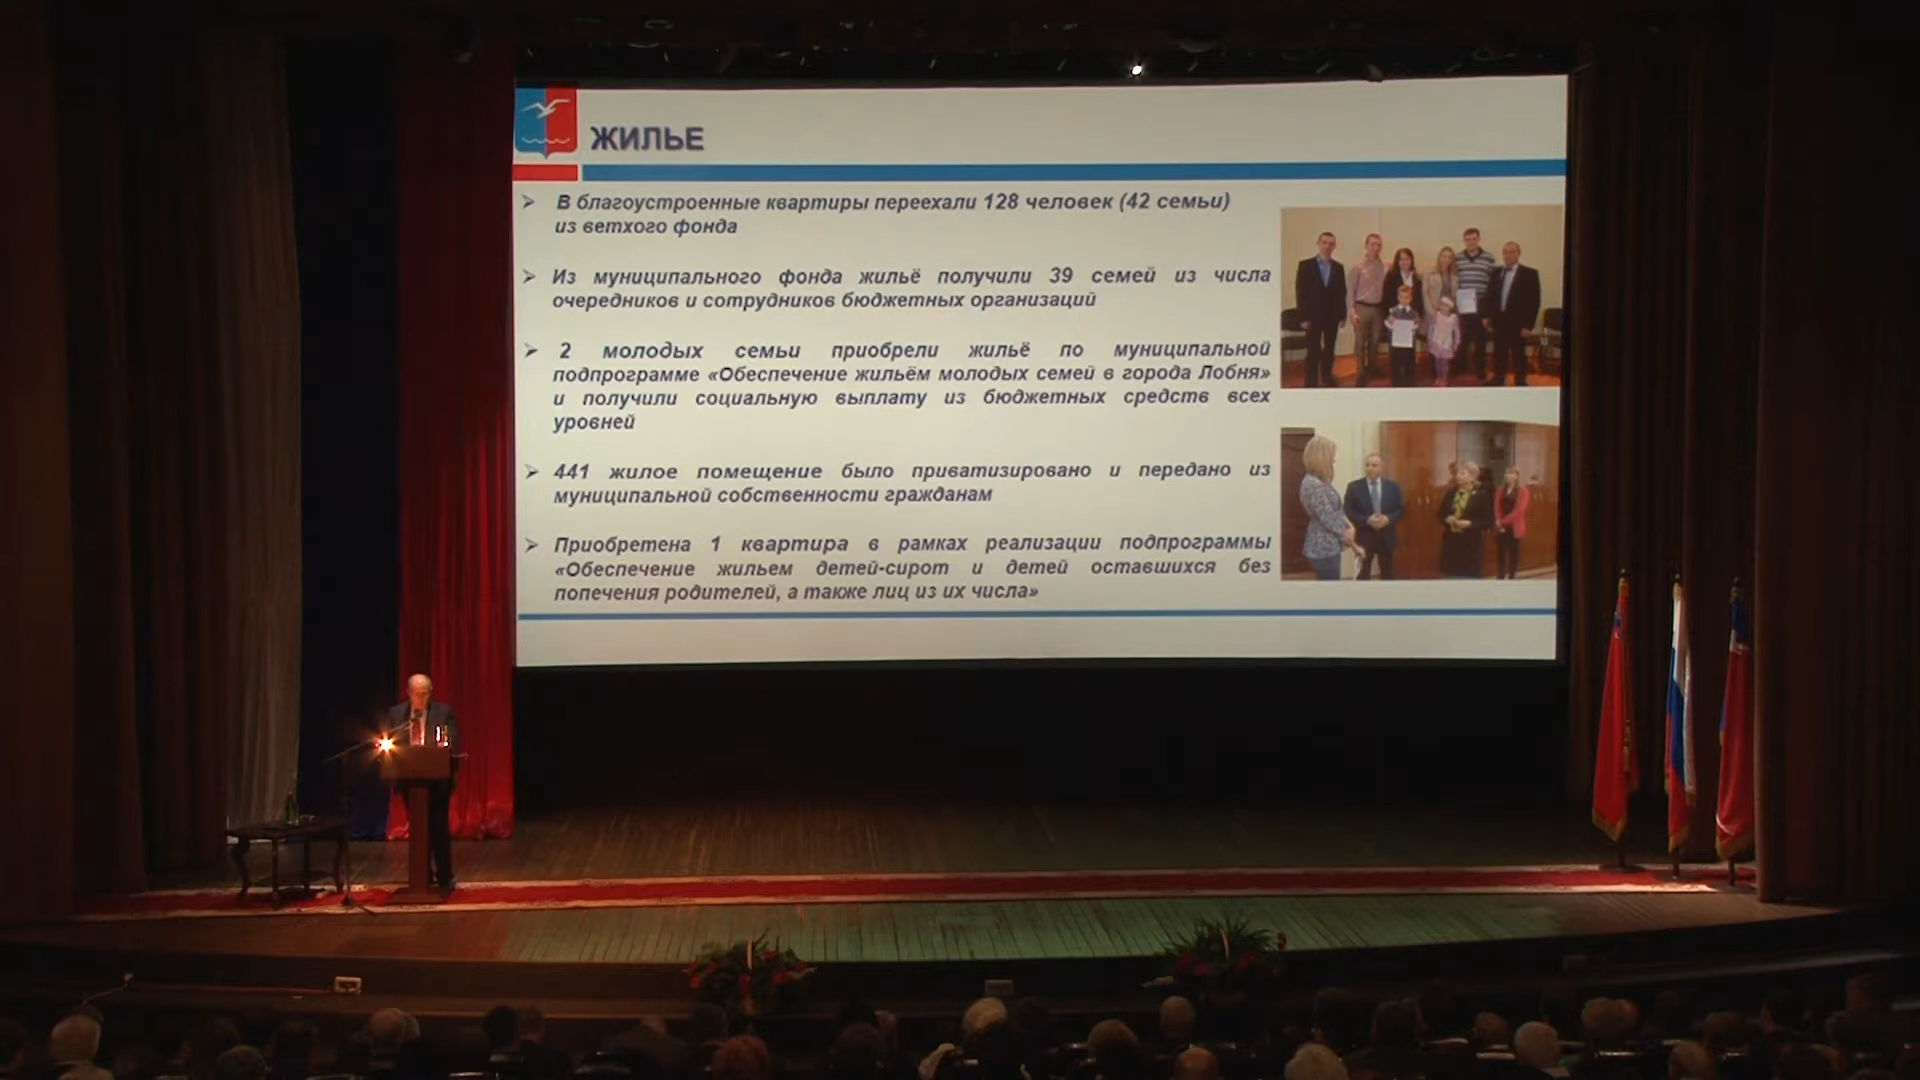 ЖИЛЬЕ
В благоустроенные квартиры переехали 128 человек (42 семьи)
из ветхого фонда
Из муниципального фонда жильё получили 39 семей из числа
очередников и сотрудников бюджетных организаций
2 молодых семьи приобрели жильё по муниципальной
подпрограмме «Обеспечение жильём молодых семей в города Лобня»
и получили социальную выплату из бюджетных средств всех
уровней
441 жилое помещение было приватизировано и передано из
муниципальной собственности гражданам
Приобретена 1 квартира в рамках реализации подпрограммы
«Обеспечение жильем детей-сирот и детей оставшихся без
попечения родителей, а также лиц из их числа»